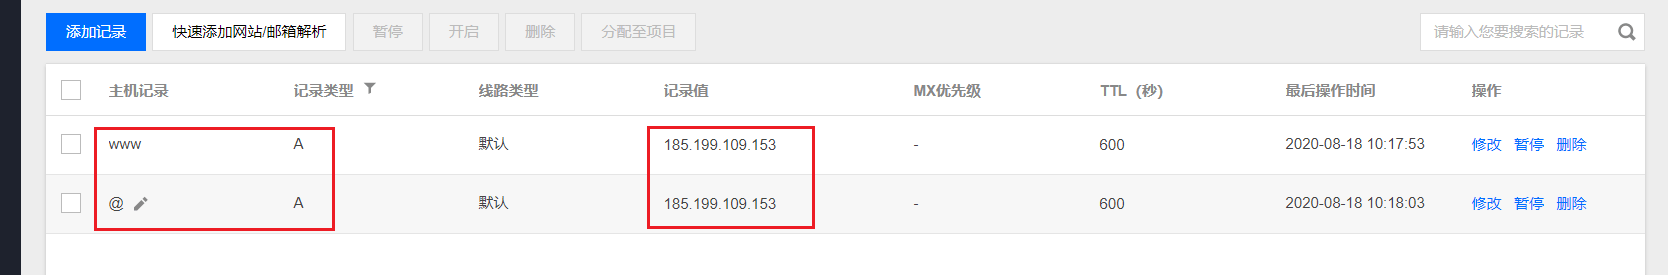 添加记录 快速添加网站/邮箱解析 暂停 开启 删除 分配至项目 请输入您要搜索的记录
主机记录 记录类型 线路类型 记录值 MX优先级 TTL（秒） 最后操作时间 操作
www A 默认 185.199.109.153 - 600 2020-08-18 10:17:53 修改 暂停 删除
@ A 默认 185.199.109.153 - 600 2020-08-18 10:18:03 修改 暂停 删除